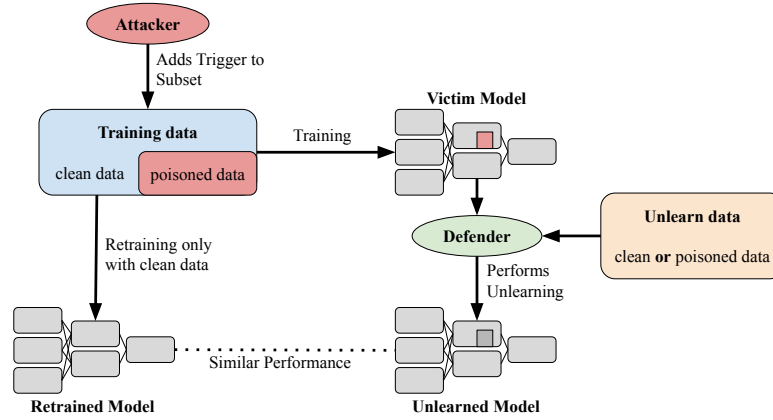 Attacker
Adds Trigger to
Subset
Victim Model
Training data
clean data
poisoned data
Training
Unlearn data
clean or poisoned data
Defender
Retraining only
with clean data
Performs
Unlearning
Similar Performance
Retrained Model
Unlearned Model